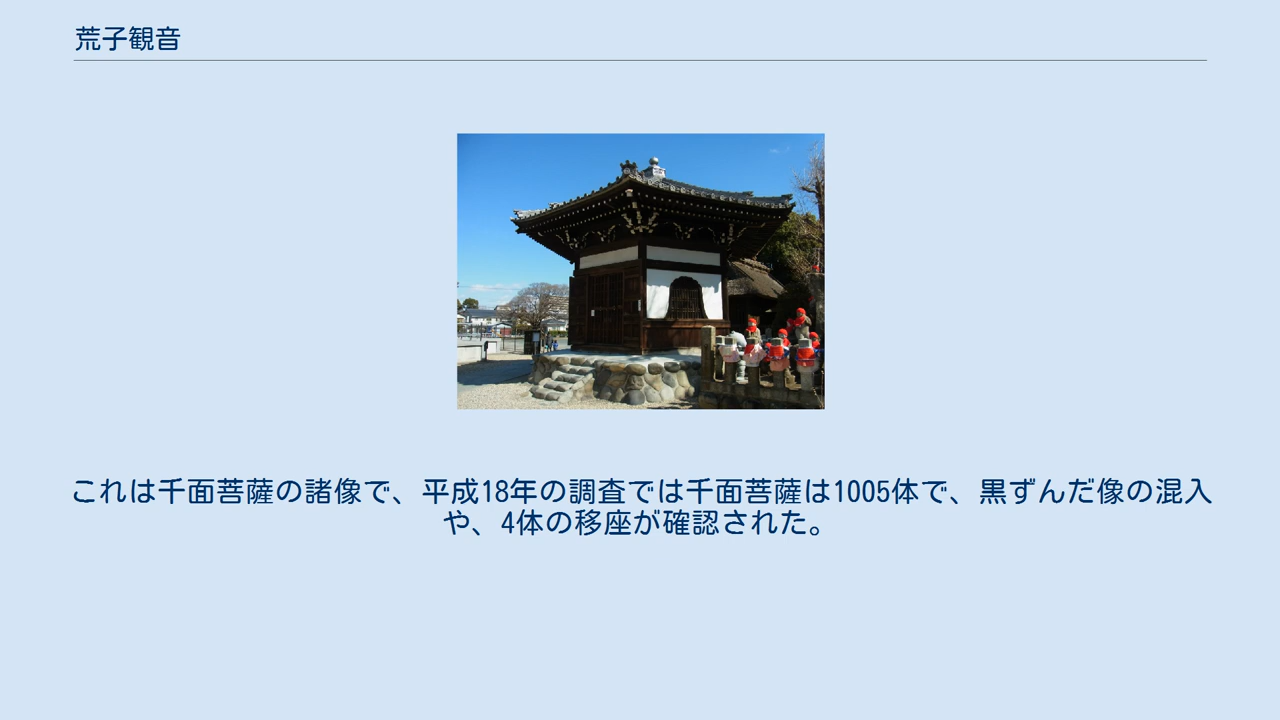 荒子観音
これは千面菩薩の諸像で、平成18年の調査では千面菩薩は1005体で、黒ずんだ像の混入
や、4体の移座が確認された。